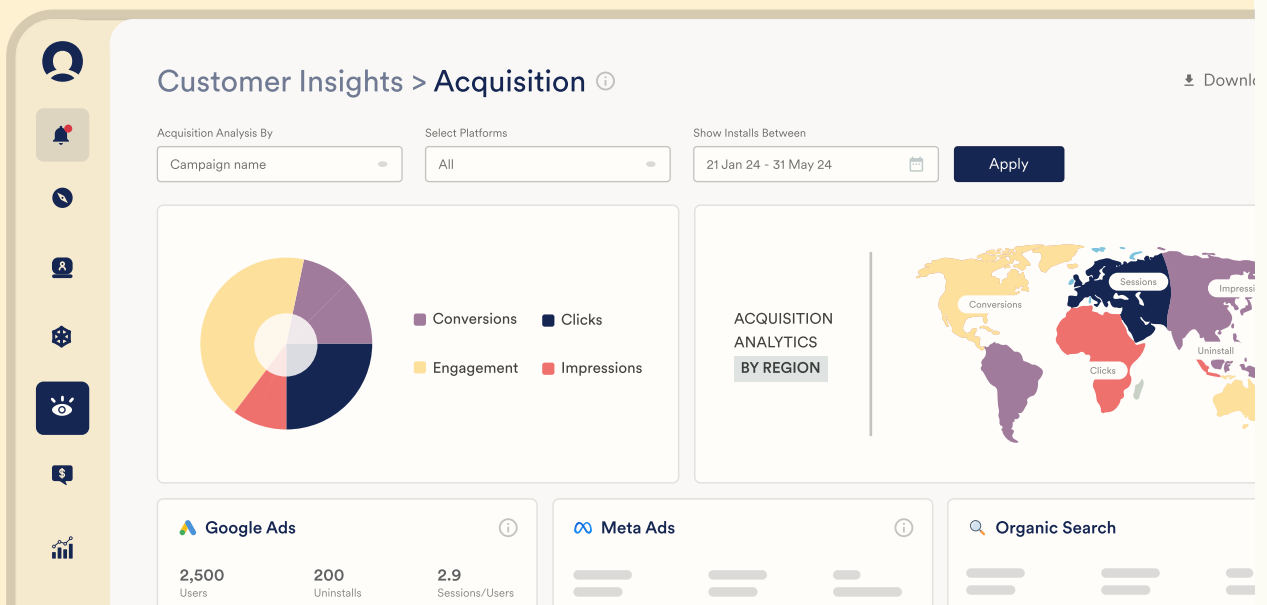 Customer Insights > Acquisition
Acquisition Analysis By
Select Platforms
Show Installs Between
Campaign name
All
21 Jan 24 - 31 May 24
Apply
Conversions
Clicks
Engagement
Impressions
ACQUISITION
ANALYTICS
BY REGION
Conversions
Sessions
Uninstall
Clicks
Google Ads
2,500
Users
200
Uninstalls
2.9
Sessions/Users
Meta Ads
Organic Search